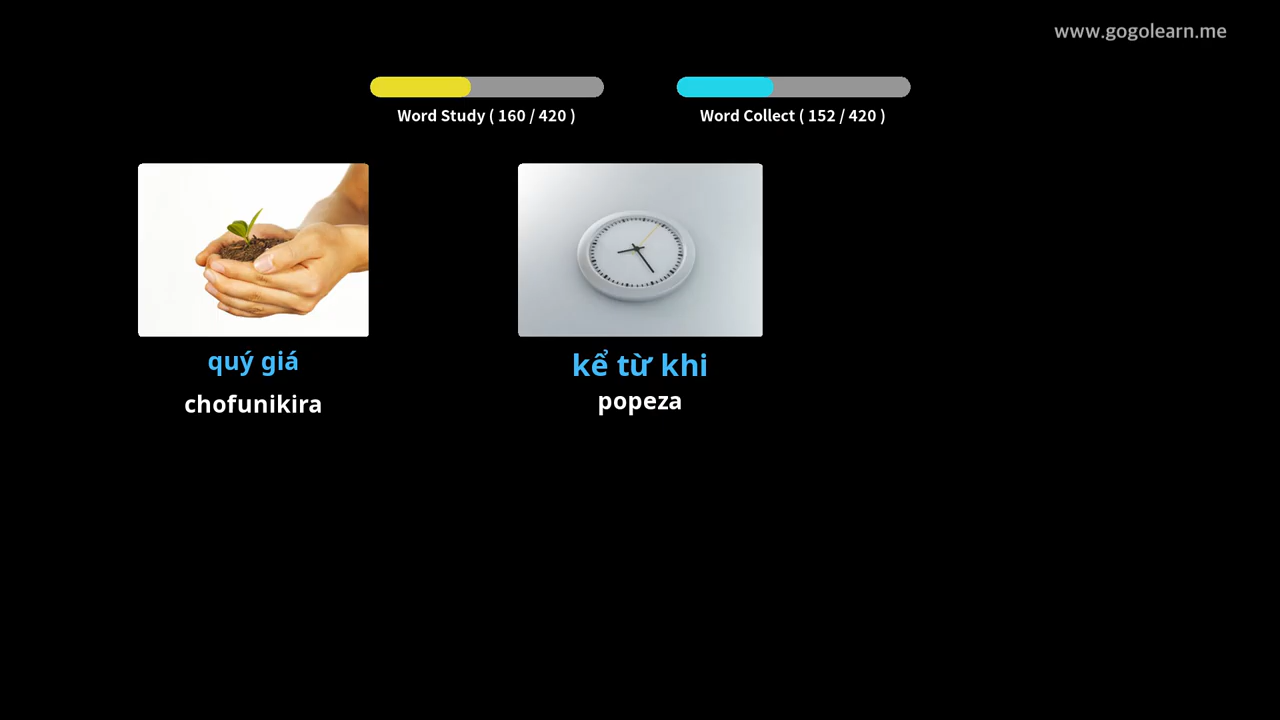 www.gogolearn.me
Word Study ( 160 / 420 )
Word Collect ( 152 / 420 )
quý giá
chofunikira
kể từ khi
popeza